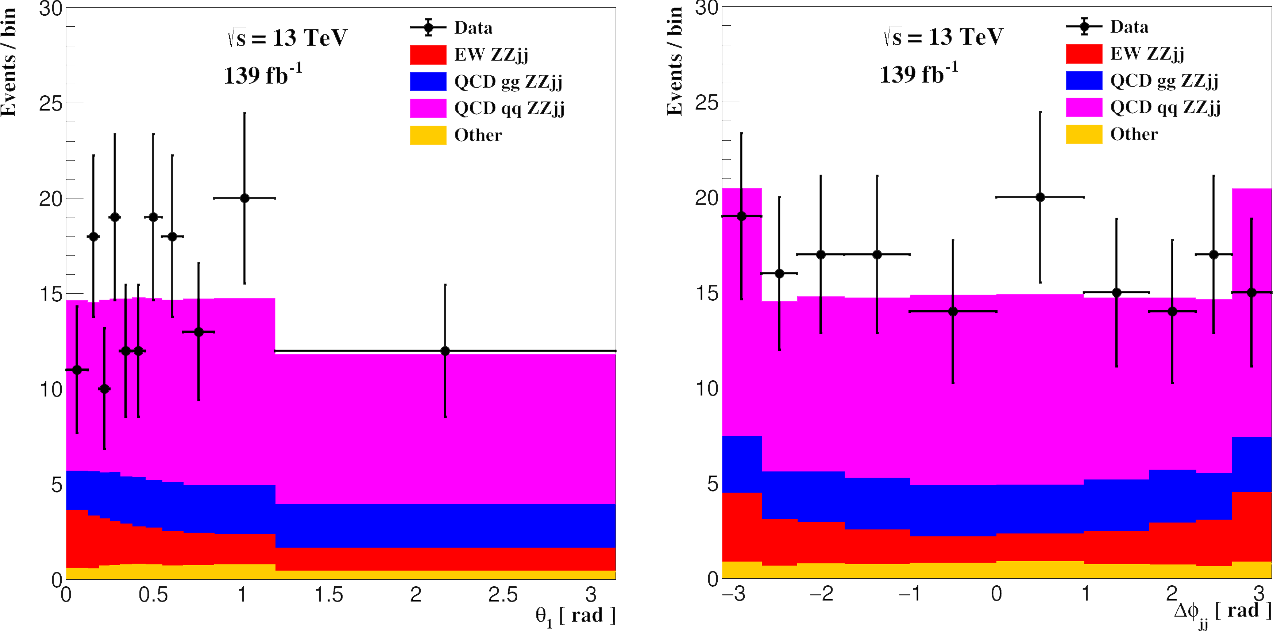 Events / bin
30
25
20
15
10
5
0
√s = 13 TeV
139 fb⁻¹
Data
EW ZZjj
QCD gg ZZjj
QCD qq ZZjj
Other
0 0.5 1 1.5 2 2.5 3
θ₁ [ rad ]
Events / bin
30
25
20
15
10
5
0
√s = 13 TeV
139 fb⁻¹
Data
EW ZZjj
QCD gg ZZjj
QCD qq ZZjj
Other
−3 −2 −1 0 1 2 3
Δϕjj [ rad ]